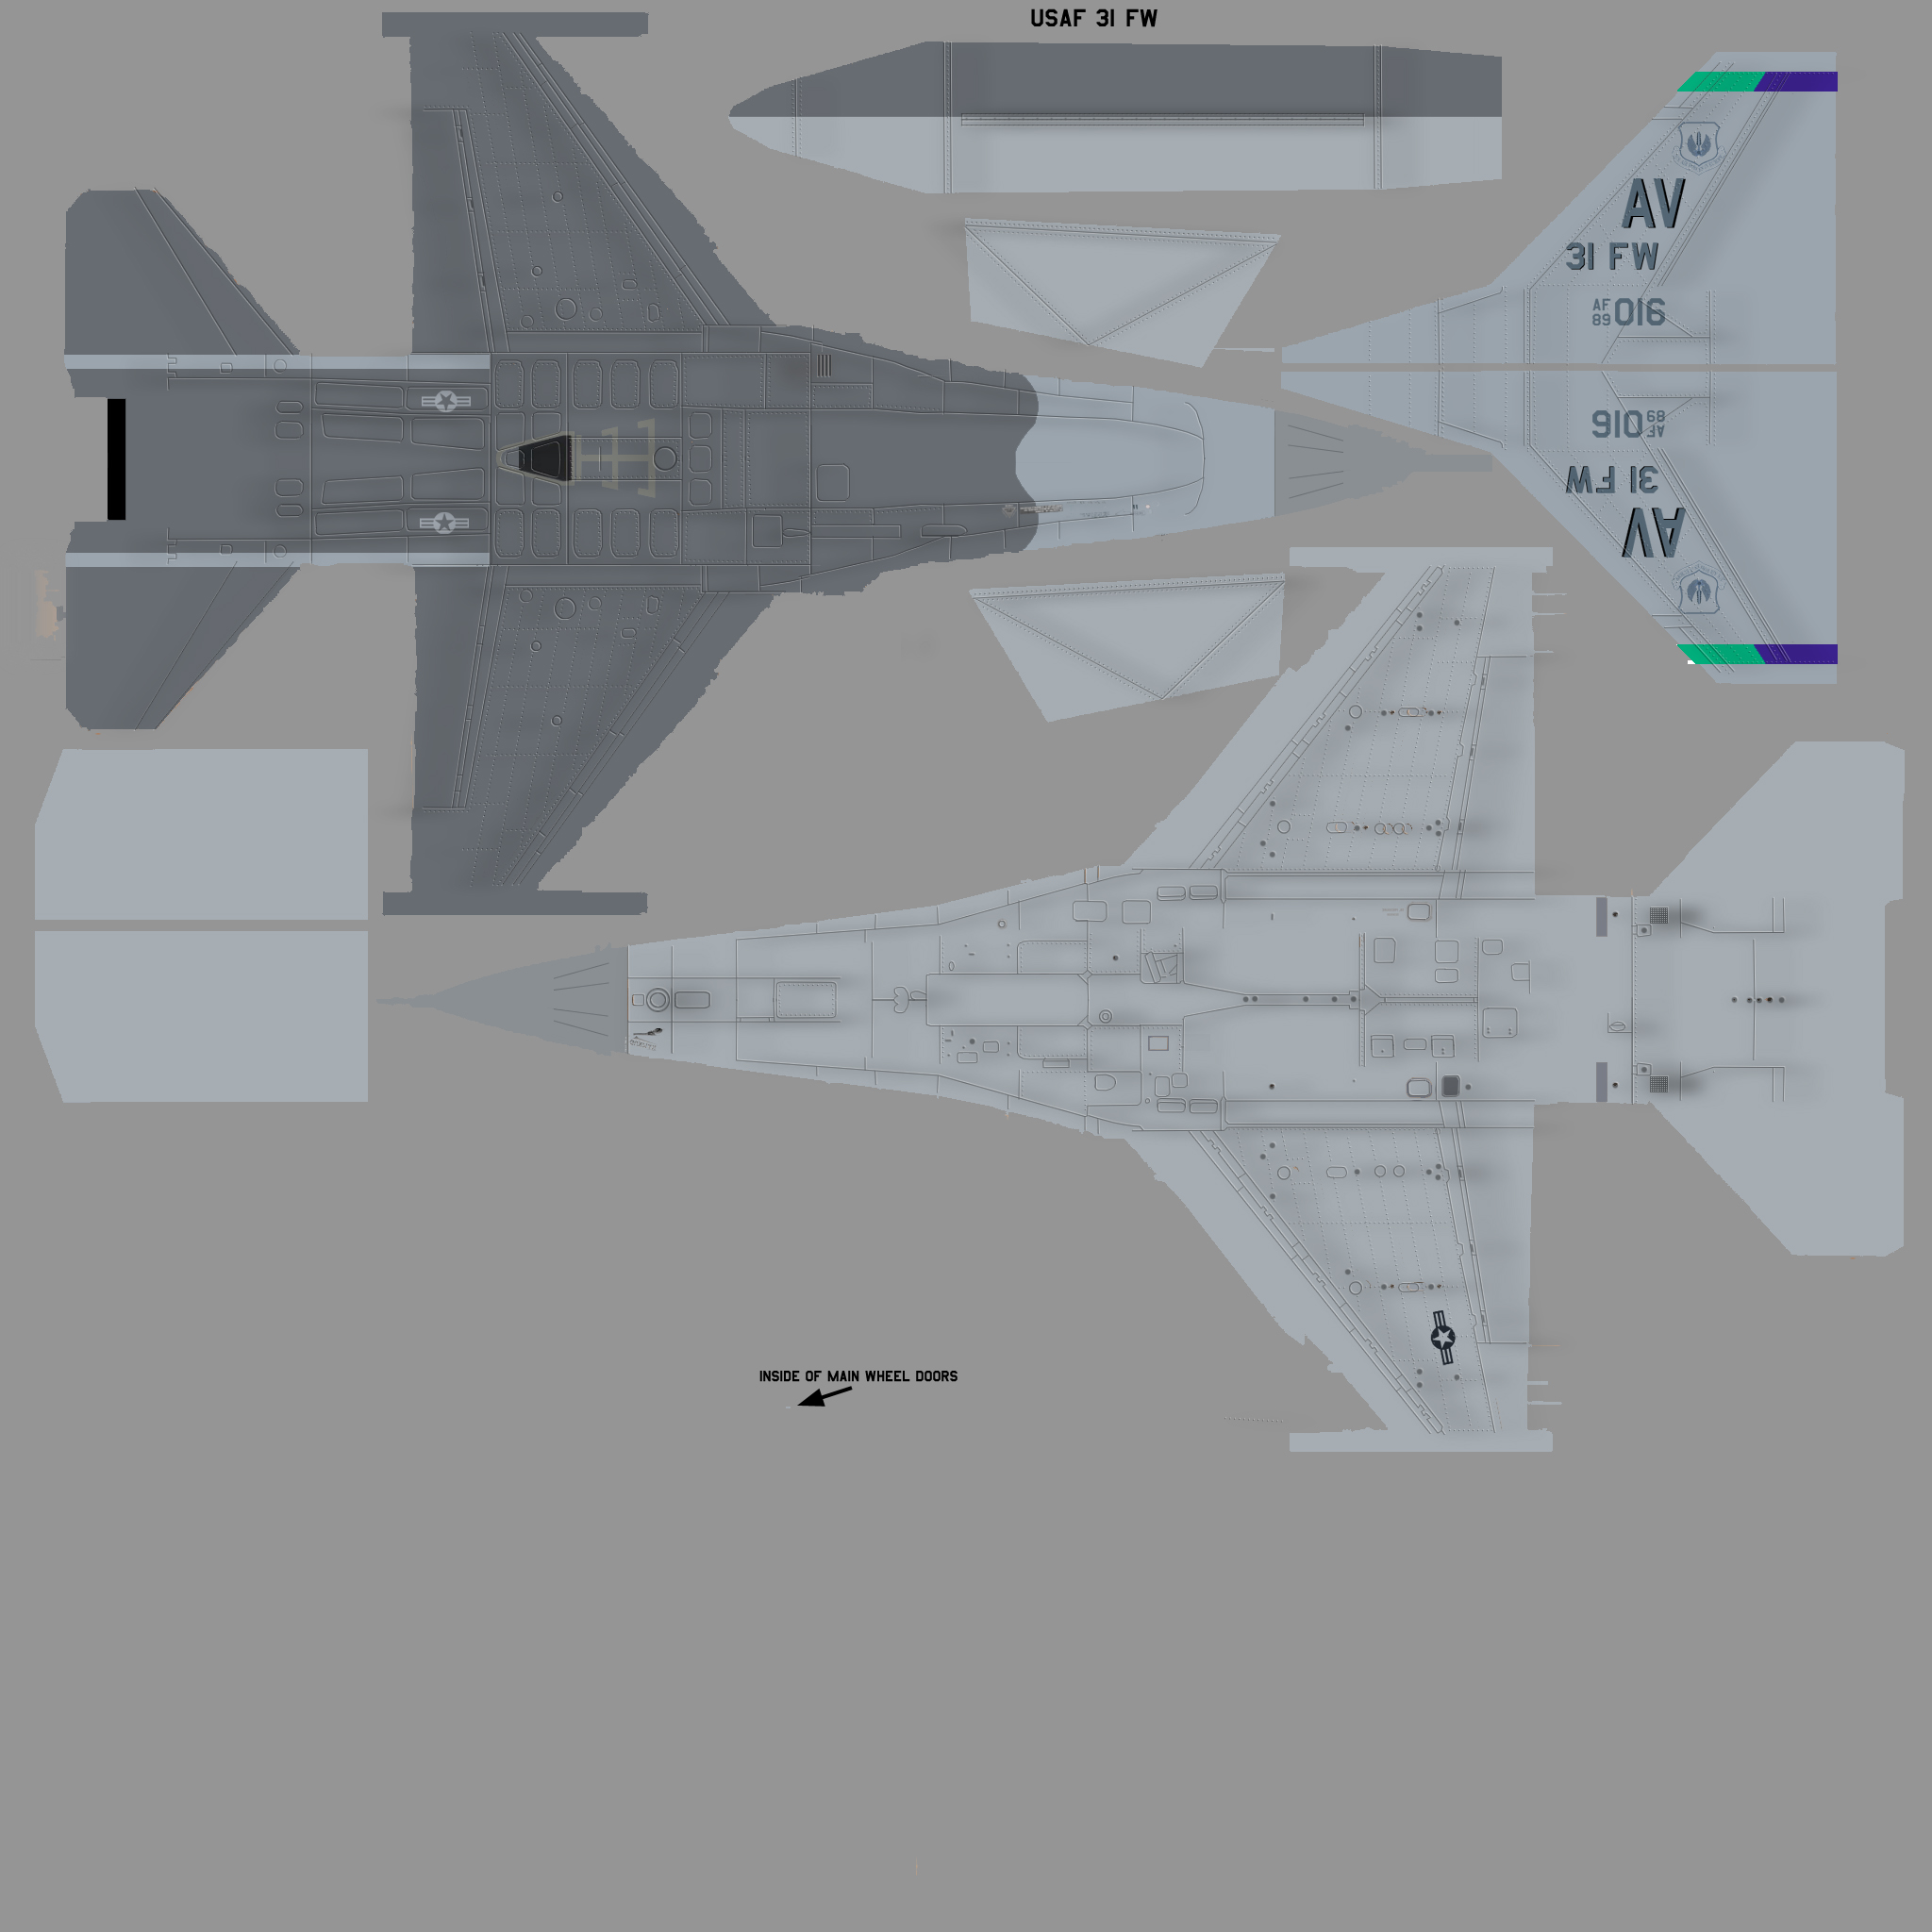 USAF 31 FW
AV
31 FW
AF
89 016
AF
89 016
31 FW
AV
INSIDE OF MAIN WHEEL DOORS